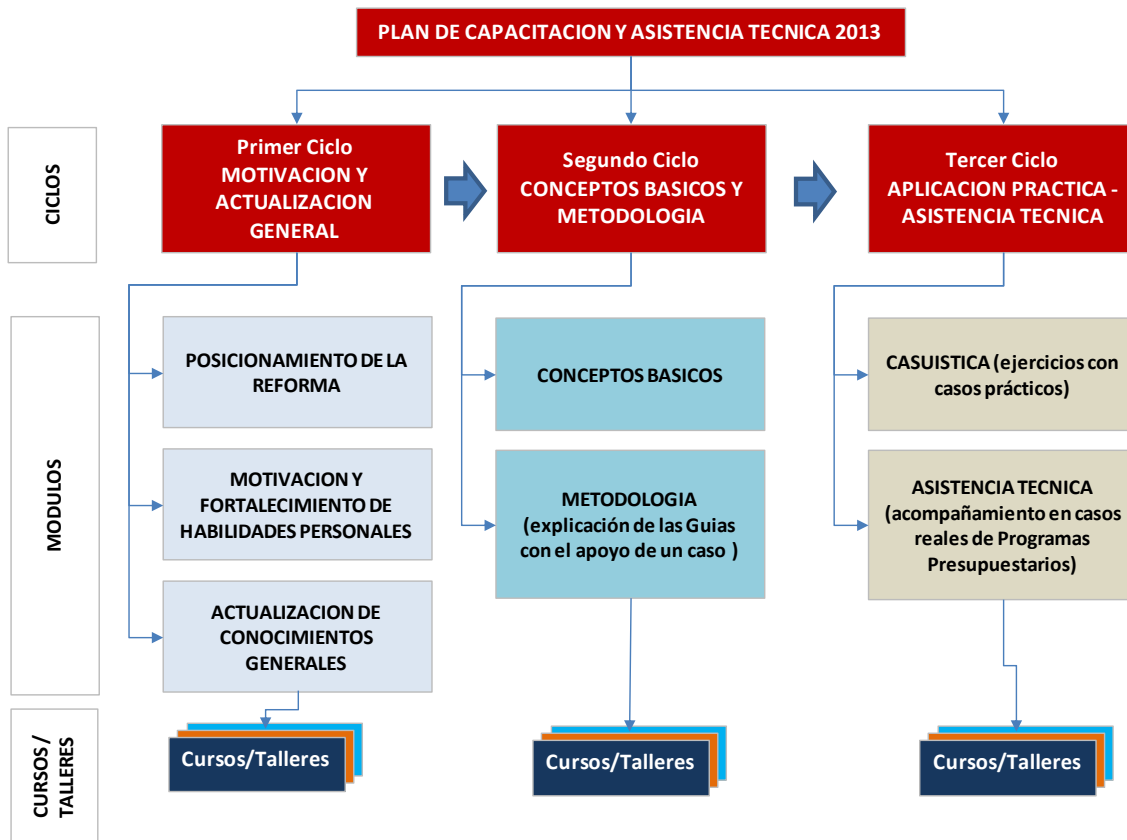 PLAN DE CAPACITACION Y ASISTENCIA TECNICA 2013
CICLOS
Primer Ciclo
MOTIVACION Y
ACTUALIZACION
GENERAL
Segundo Ciclo
CONCEPTOS BASICOS Y
METODOLOGIA
Tercer Ciclo
APLICACION PRACTICA -
ASISTENCIA TECNICA
MODULOS
POSICIONAMIENTO DE LA
REFORMA
MOTIVACION Y
FORTALECIMIENTO DE
HABILIDADES PERSONALES
ACTUALIZACION DE
CONOCIMIENTOS
GENERALES
CONCEPTOS BASICOS
METODOLOGIA
(explicación de las Guias
con el apoyo de un caso )
CASUISTICA (ejercicios con
casos prácticos)
ASISTENCIA TECNICA
(acompañamiento en casos
reales de Programas
Presupuestarios)
CURSOS /
TALLERES
Cursos/Talleres
Cursos/Talleres
Cursos/Talleres